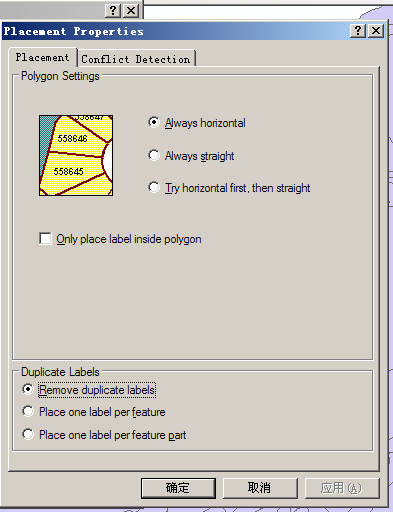 Placement Properties
Placement
Conflict Detection
Polygon Settings
558647
558646
558645
Always horizontal
Always straight
Try horizontal first, then straight
Only place label inside polygon
Duplicate Labels
Remove duplicate labels
Place one label per feature
Place one label per feature part
确定
取消
应用(A)